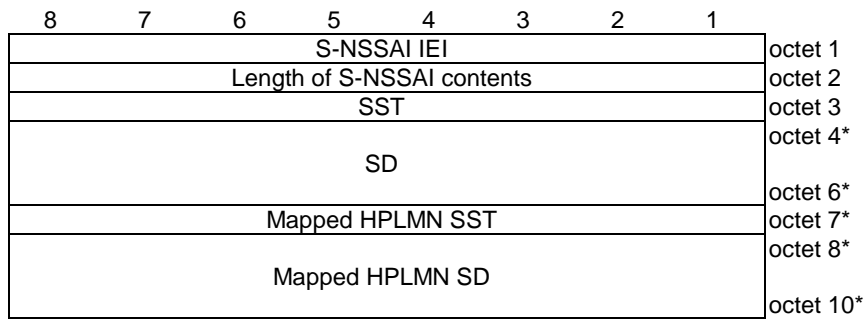 8 7 6 5 4 3 2 1
S-NSSAI IEI octet 1
Length of S-NSSAI contents octet 2
SST octet 3
octet 4*
SD
octet 6*
Mapped HPLMN SST octet 7*
octet 8*
Mapped HPLMN SD
octet 10*